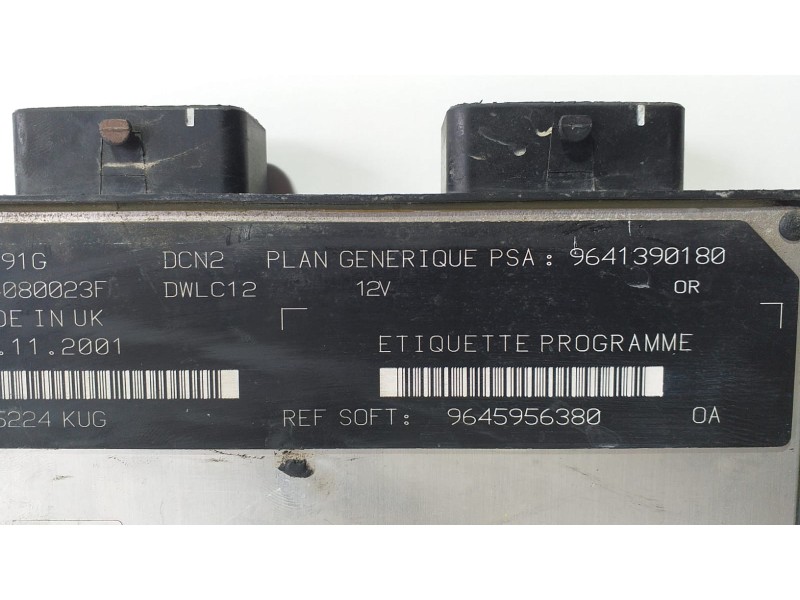 91G DCN2 PLAN GENERIQUE PSA : 9641390180
080023F DWLC12 12V OR
DE IN UK
.11.2001 ETIQUETTE PROGRAMME
5224 KUG REF SOFT: 9645956380 0A